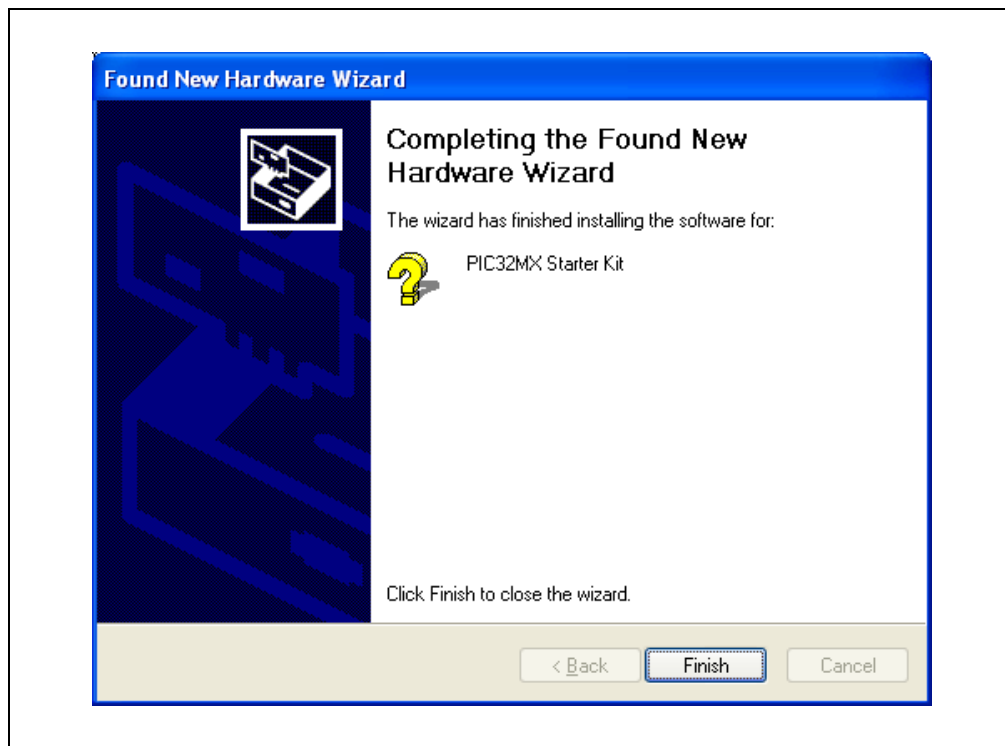 Found New Hardware Wizard
Completing the Found New
Hardware Wizard
The wizard has finished installing the software for:
PIC32MX Starter Kit
Click Finish to close the wizard.
< Back
Finish
Cancel